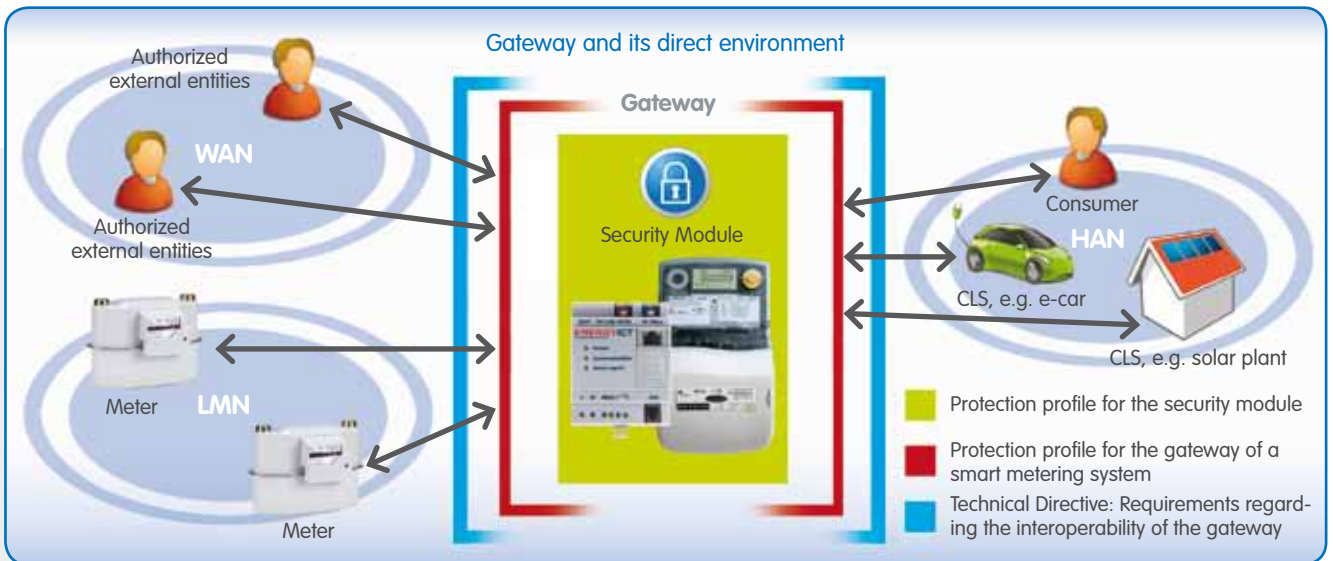 Gateway and its direct environment
Authorized
external entities
WAN
Authorized
external entities
Meter
LMN
Meter
Gateway
Security Module
ENERGYICT
Consumer
HAN
CLS, e.g. e-car
CLS, e.g. solar plant
Protection profile for the security module
Protection profile for the gateway of a
smart metering system
Technical Directive: Requirements regard-
ing the interoperability of the gateway